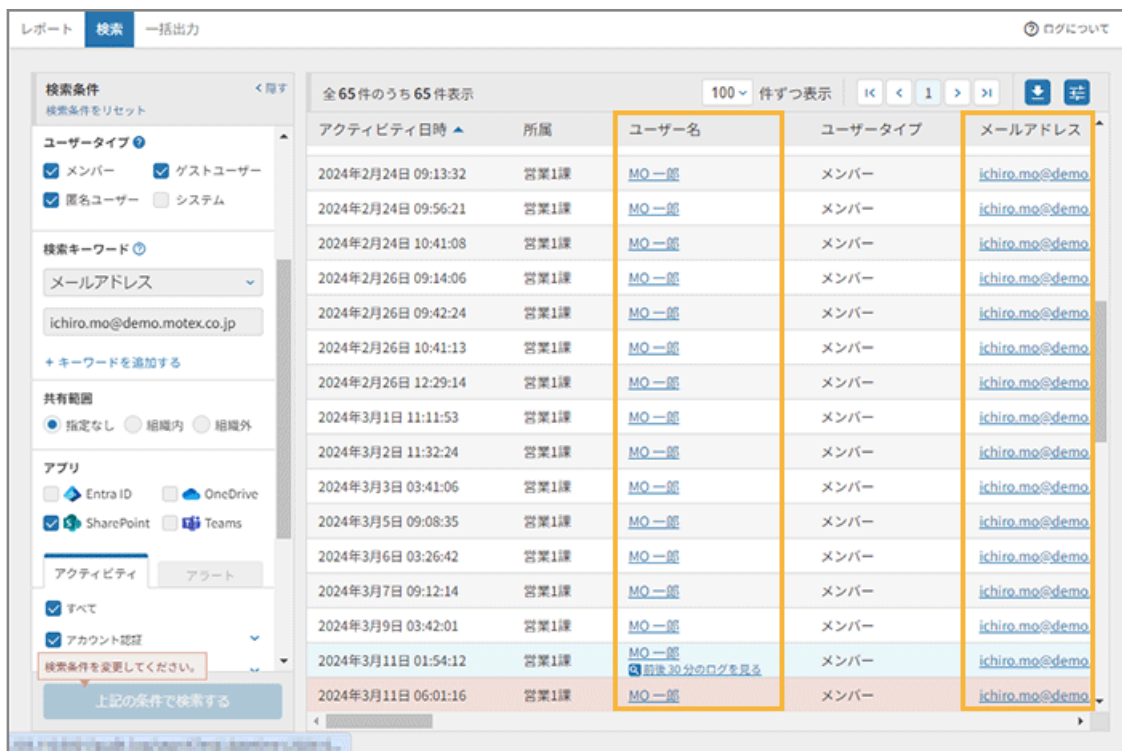 レポート 検索 一括出力 ログについて
検索条件 <隠す
検索条件をリセット
ユーザータイプ
メンバー ゲストユーザー
匿名ユーザー システム
検索キーワード
メールアドレス
ichiro.mo@demo.motex.co.jp
+ キーワードを追加する
共有範囲
指定なし 組織内 組織外
アプリ
Entra ID OneDrive
SharePoint Teams
アクティビティ アラート
すべて
アカウント認証
検索条件を変更してください。
上記の条件で検索する
全65件のうち65件表示 100 件ずつ表示 1
アクティビティ日時 所属 ユーザー名 ユーザータイプ メールアドレス
2024年2月24日 09:13:32 営業1課 MO 一郎 メンバー ichiro.mo@demo.
2024年2月24日 09:56:21 営業1課 MO 一郎 メンバー ichiro.mo@demo.
2024年2月24日 10:41:08 営業1課 MO 一郎 メンバー ichiro.mo@demo.
2024年2月26日 09:14:06 営業1課 MO 一郎 メンバー ichiro.mo@demo.
2024年2月26日 09:42:24 営業1課 MO 一郎 メンバー ichiro.mo@demo.
2024年2月26日 10:41:13 営業1課 MO 一郎 メンバー ichiro.mo@demo.
2024年2月26日 12:29:14 営業1課 MO 一郎 メンバー ichiro.mo@demo.
2024年3月1日 11:11:53 営業1課 MO 一郎 メンバー ichiro.mo@demo.
2024年3月2日 11:32:24 営業1課 MO 一郎 メンバー ichiro.mo@demo.
2024年3月3日 03:41:06 営業1課 MO 一郎 メンバー ichiro.mo@demo.
2024年3月5日 09:08:35 営業1課 MO 一郎 メンバー ichiro.mo@demo.
2024年3月6日 03:26:42 営業1課 MO 一郎 メンバー ichiro.mo@demo.
2024年3月7日 09:12:14 営業1課 MO 一郎 メンバー ichiro.mo@demo.
2024年3月9日 03:42:01 営業1課 MO 一郎 メンバー ichiro.mo@demo.
2024年3月11日 01:54:12 営業1課 MO 一郎 メンバー ichiro.mo@demo.
前後30分のログを見る
2024年3月11日 06:01:16 営業1課 MO 一郎 メンバー ichiro.mo@demo.